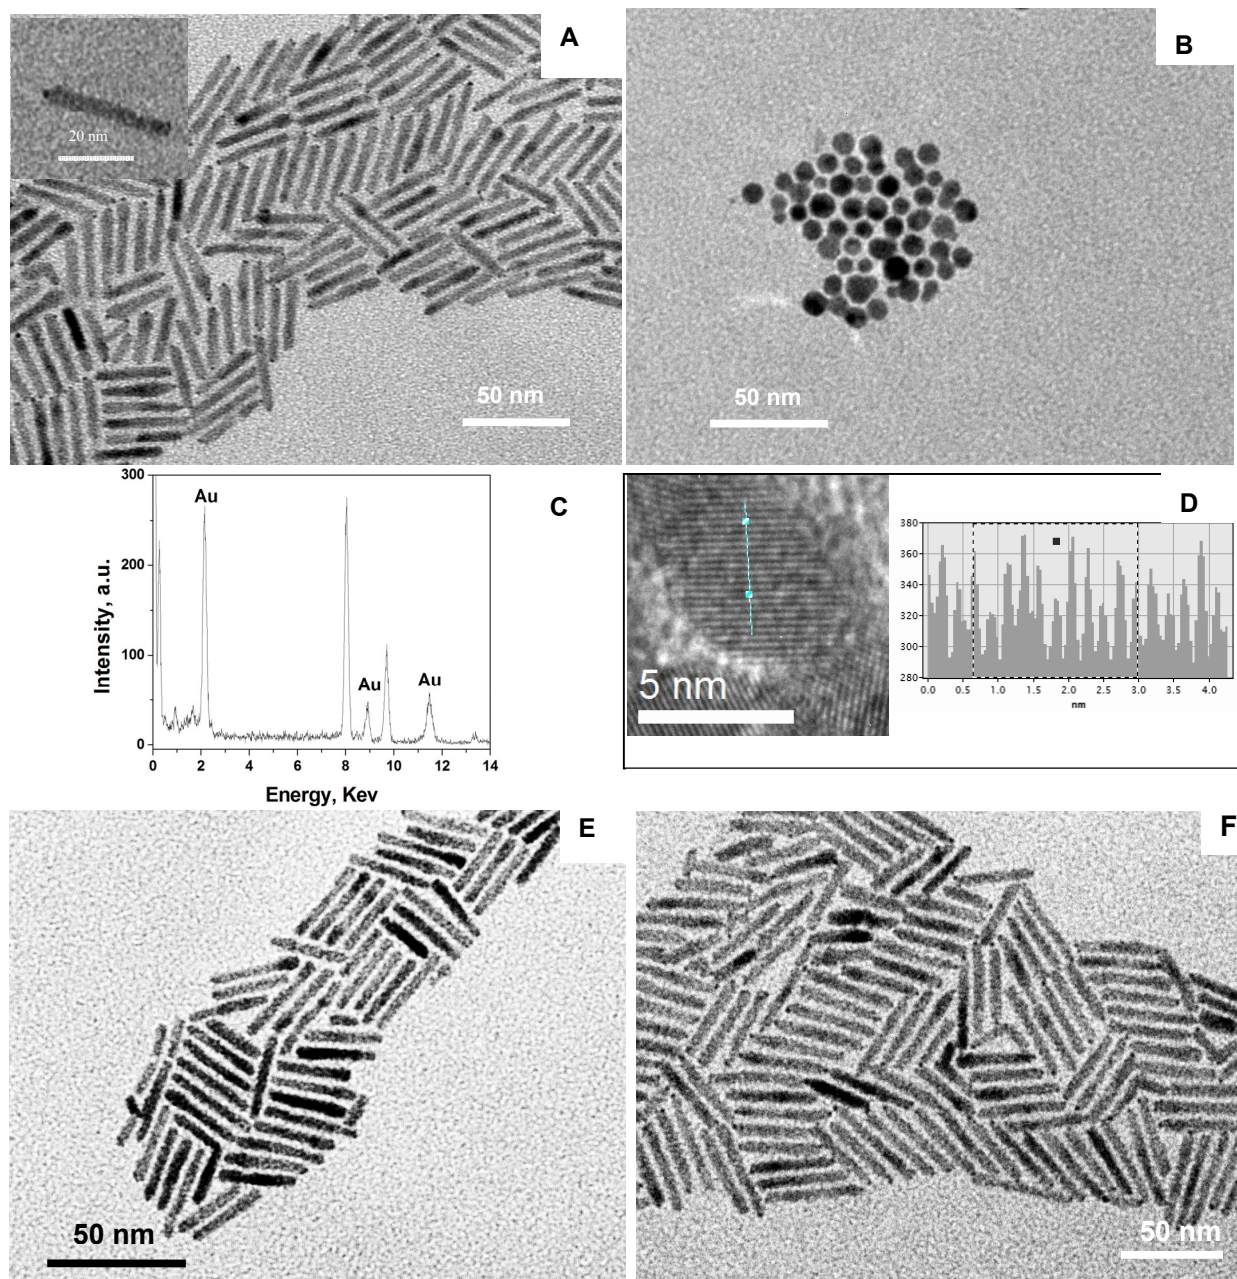 A
20 nm
50 nm
B
50 nm
C
300
200
100
0
Au
Au
Au
Intensity, a.u.
0 2 4 6 8 10 12 14
Energy, Kev
D
5 nm
380
360
340
320
300
280
0.0 0.5 1.0 1.5 2.0 2.5 3.0 3.5 4.0
nm
E
50 nm
F
50 nm